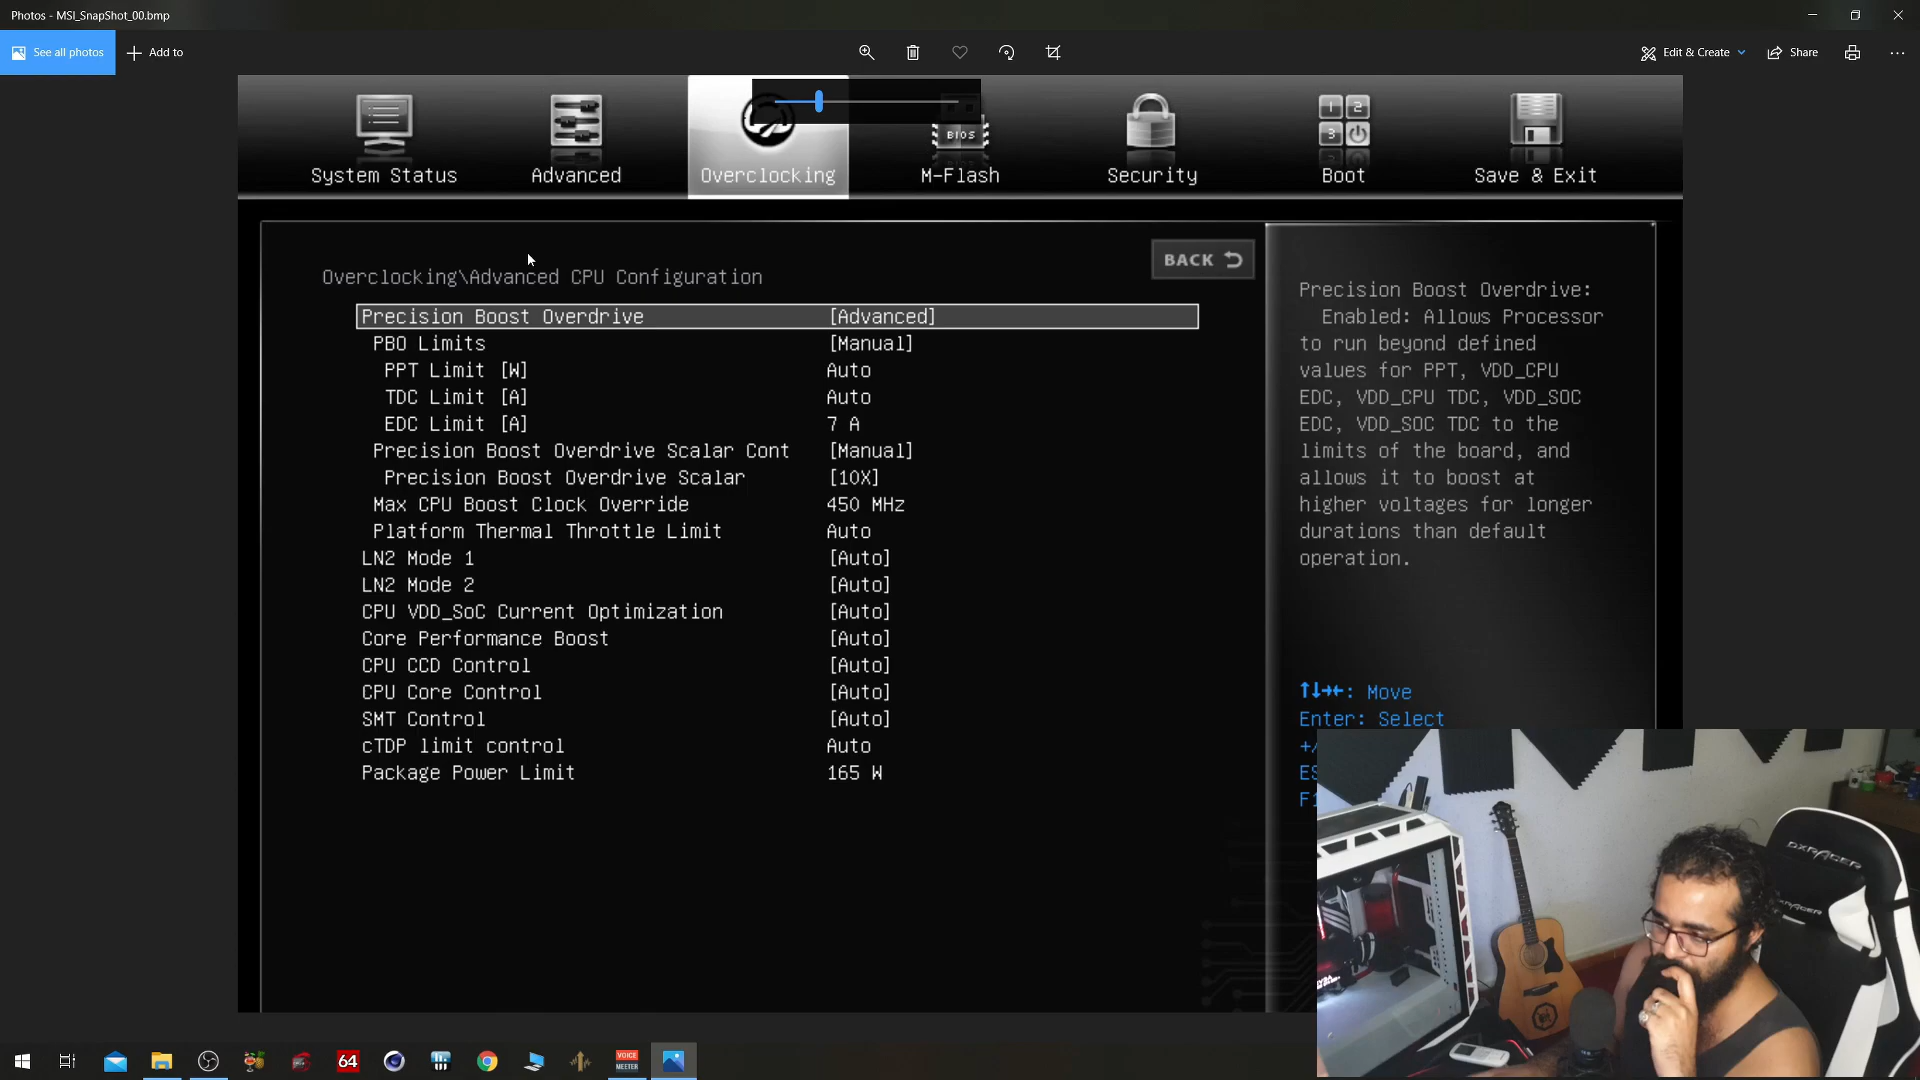 Photos - MSI_SnapShot_00.bmp
See all photos
Add to
Edit & Create
Share
System Status
Advanced
Overclocking
BIOS
M-Flash
Security
1 2
3
Boot
Save & Exit
BACK
Overclocking\Advanced CPU Configuration
Precision Boost Overdrive [Advanced]
PBO Limits [Manual]
PPT Limit [W] Auto
TDC Limit [A] Auto
EDC Limit [A] 7 A
Precision Boost Overdrive Scalar Cont [Manual]
Precision Boost Overdrive Scalar [10X]
Max CPU Boost Clock Override 450 MHz
Platform Thermal Throttle Limit Auto
LN2 Mode 1 [Auto]
LN2 Mode 2 [Auto]
CPU VDD_SoC Current Optimization [Auto]
Core Performance Boost [Auto]
CPU CCD Control [Auto]
CPU Core Control [Auto]
SMT Control [Auto]
cTDP limit control Auto
Package Power Limit 165 W
Precision Boost Overdrive:
Enabled: Allows Processor
to run beyond defined
values for PPT, VDD_CPU
EDC, VDD_CPU TDC, VDD_SOC
EDC, VDD_SOC TDC to the
limits of the board, and
allows it to boost at
higher voltages for longer
durations than default
operation.
↑↓→←: Move
Enter: Select
+/
ES
F1
DXRACER
64
VOICE
MEETER